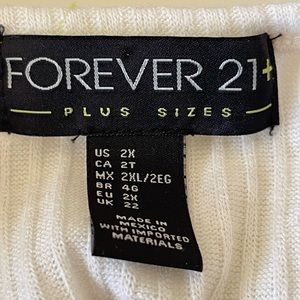 FOREVER 21+
PLUS SIZES
US 2X
CA 2T
MX 2XL/2EG
BR 4G
EU 2X
UK 22
MADE IN
MEXICO
WITH IMPORTED
MATERIALS